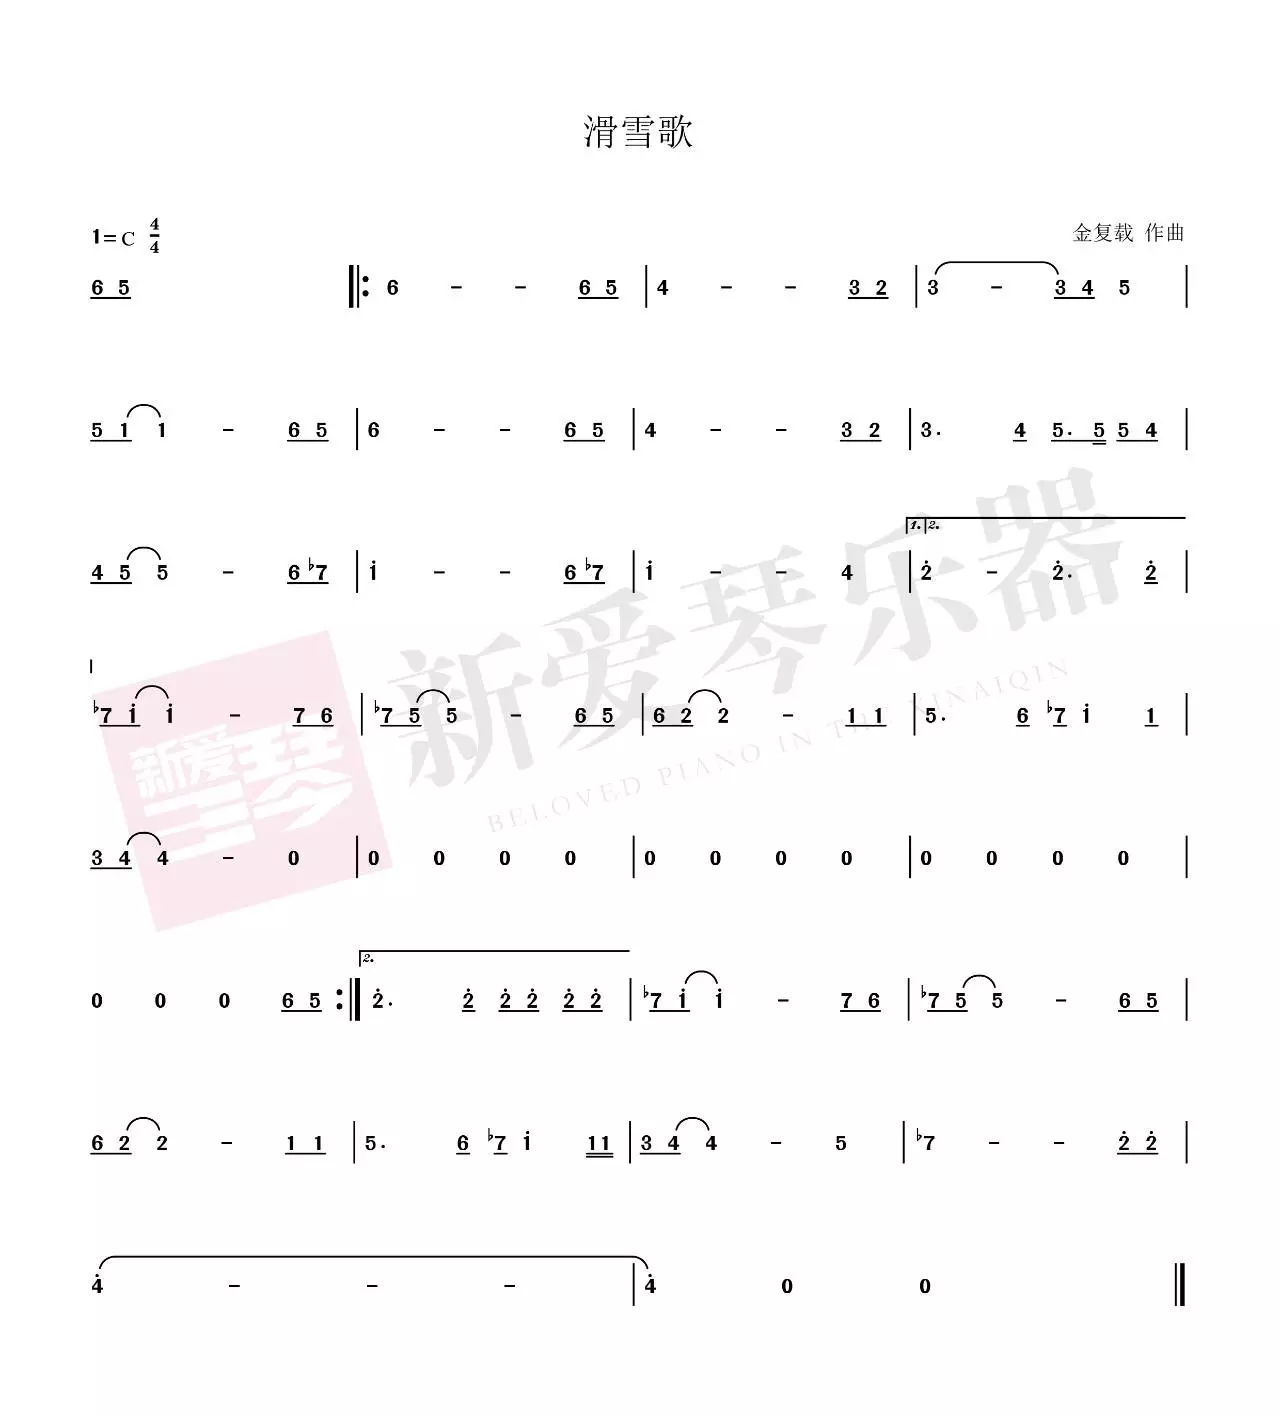 滑雪歌
1=C 4/4
金复载 作曲
6 5 6 - - 6 5 4 - - 3 2 3 - 3 4 5
5 1 1 - 6 5 6 - - 6 5 4 - - 3 2 3. 4 5. 5 5 4
1. 2.
4 5 5 - 6 ♭7 i - - 6 ♭7 i - - 4 2̇ - 2̇. 2̇
♭7 i i - 7 6 ♭7 5 5 - 6 5 6 2 2 - 1 1 5. 6 ♭7 i 1
3 4 4 - 0 0 0 0 0 0 0 0 0 0 0 0 0
2.
0 0 0 6 5 2̇. 2̇ 2̇ 2̇ 2̇ 2̇ ♭7 i i - 7 6 ♭7 5 5 - 6 5
6 2 2 - 1 1 5. 6 ♭7 i 1 1 3 4 4 - 5 ♭7 - - 2̇ 2̇
4̇ - - - 4̇ 0 0
新爱琴
新爱琴乐器
BELOVED PIANO IN THE XINAIQIN